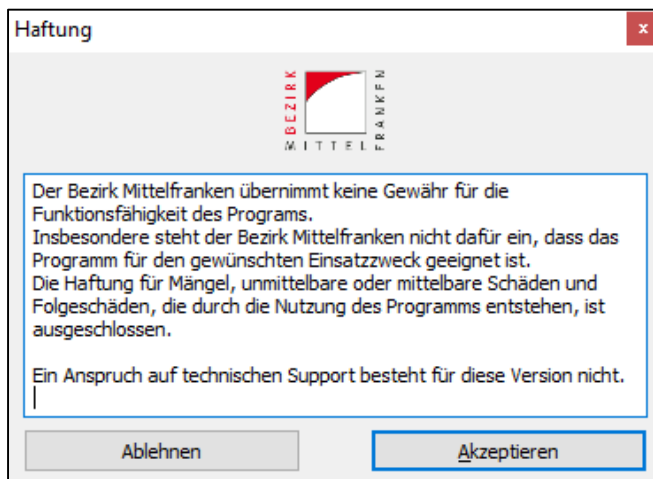 Haftung
x
BEZIRK
MITTEL
FRANKEN
Der Bezirk Mittelfranken übernimmt keine Gewähr für die
Funktionsfähigkeit des Programs.
Insbesondere steht der Bezirk Mittelfranken nicht dafür ein, dass das
Programm für den gewünschten Einsatzzweck geeignet ist.
Die Haftung für Mängel, unmittelbare oder mittelbare Schäden und
Folgeschäden, die durch die Nutzung des Programms entstehen, ist
ausgeschlossen.
Ein Anspruch auf technischen Support besteht für diese Version nicht.
Ablehnen
Akzeptieren